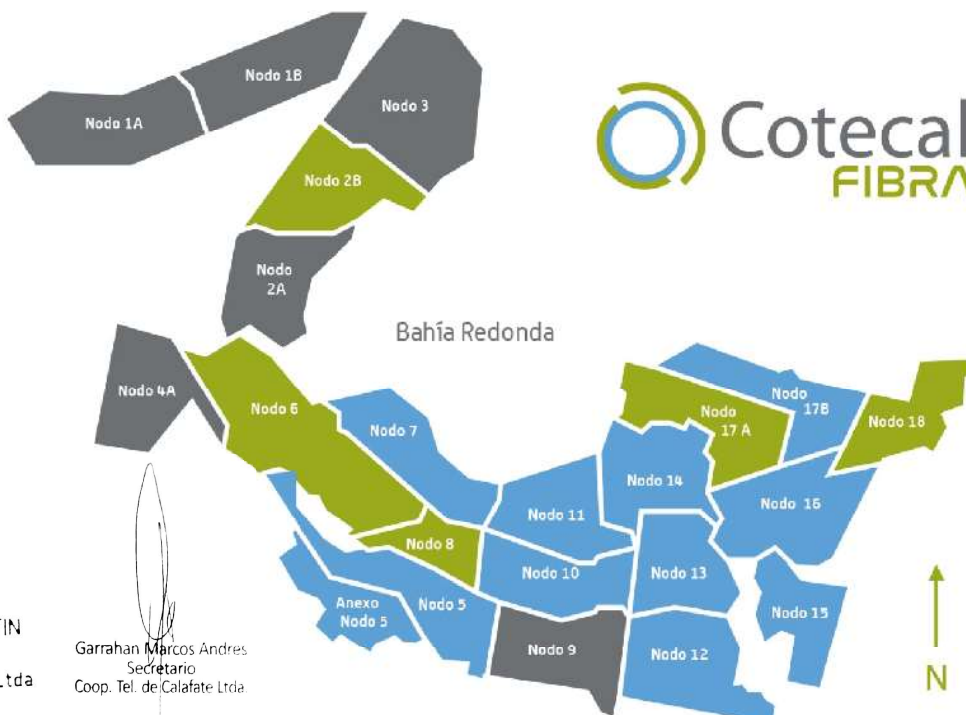 Nodo 1B
Nodo 1A
Nodo 3
Cotecal
FIBRA
Nodo 2B
Nodo
2A
Bahía Redonda
Nodo 4A
Nodo 6
Nodo 7
Nodo
17B
Nodo
17 A
Nodo 18
Nodo 14
Nodo 16
Nodo 11
Nodo 8
Nodo 10
Nodo 13
Anexo
Nodo 5
Nodo 5
Nodo 15
Nodo 9
Nodo 12
N
TIN
Ltda
Garrahan Marcos Andres
Secretario
Coop. Tel. de Calafate Ltda.